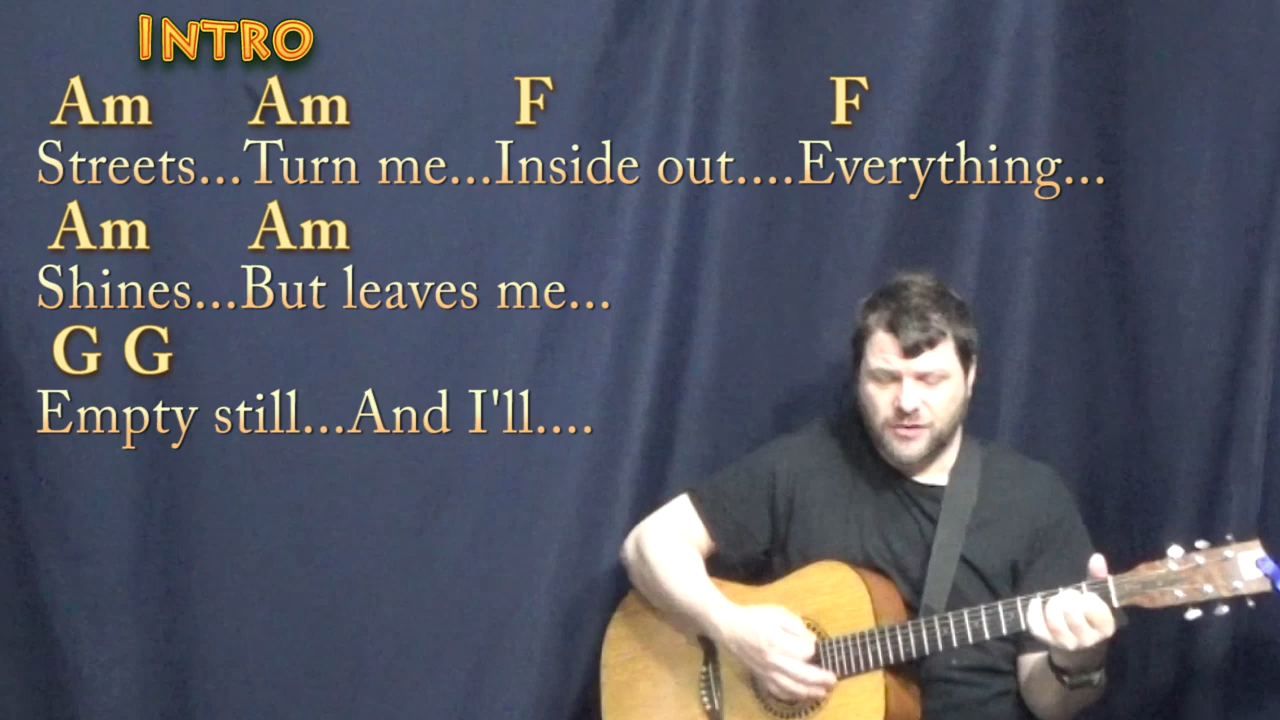 INTRO
Am Am F F
Streets...Turn me...Inside out....Everything...
Am Am
Shines...But leaves me...
G G
Empty still...And I'll....